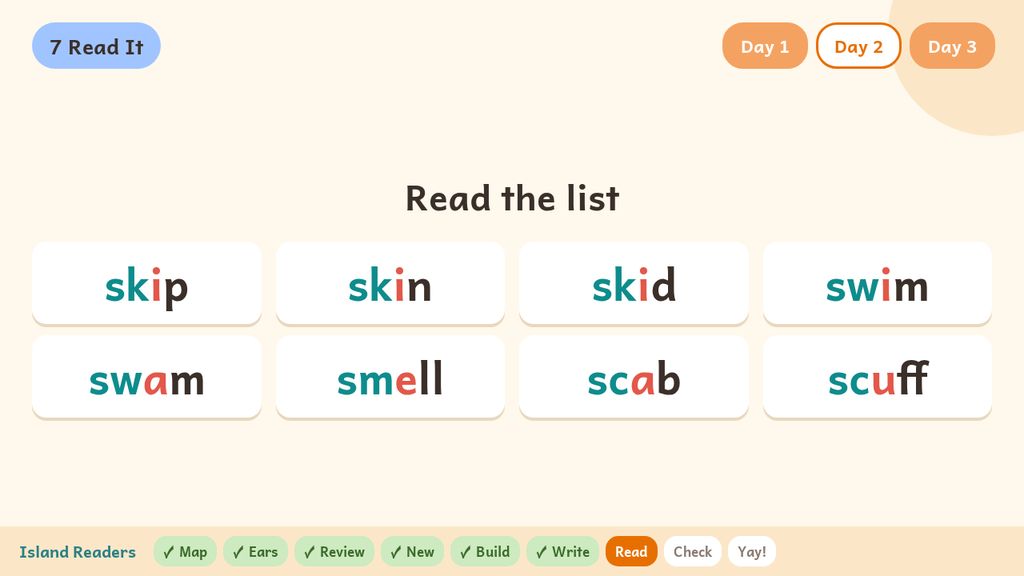 7 Read It
Day 1 Day 2 Day 3
Read the list
skip skin skid swim
swam smell scab scuff
Island Readers ✓ Map ✓ Ears ✓ Review ✓ New ✓ Build ✓ Write Read Check Yay!